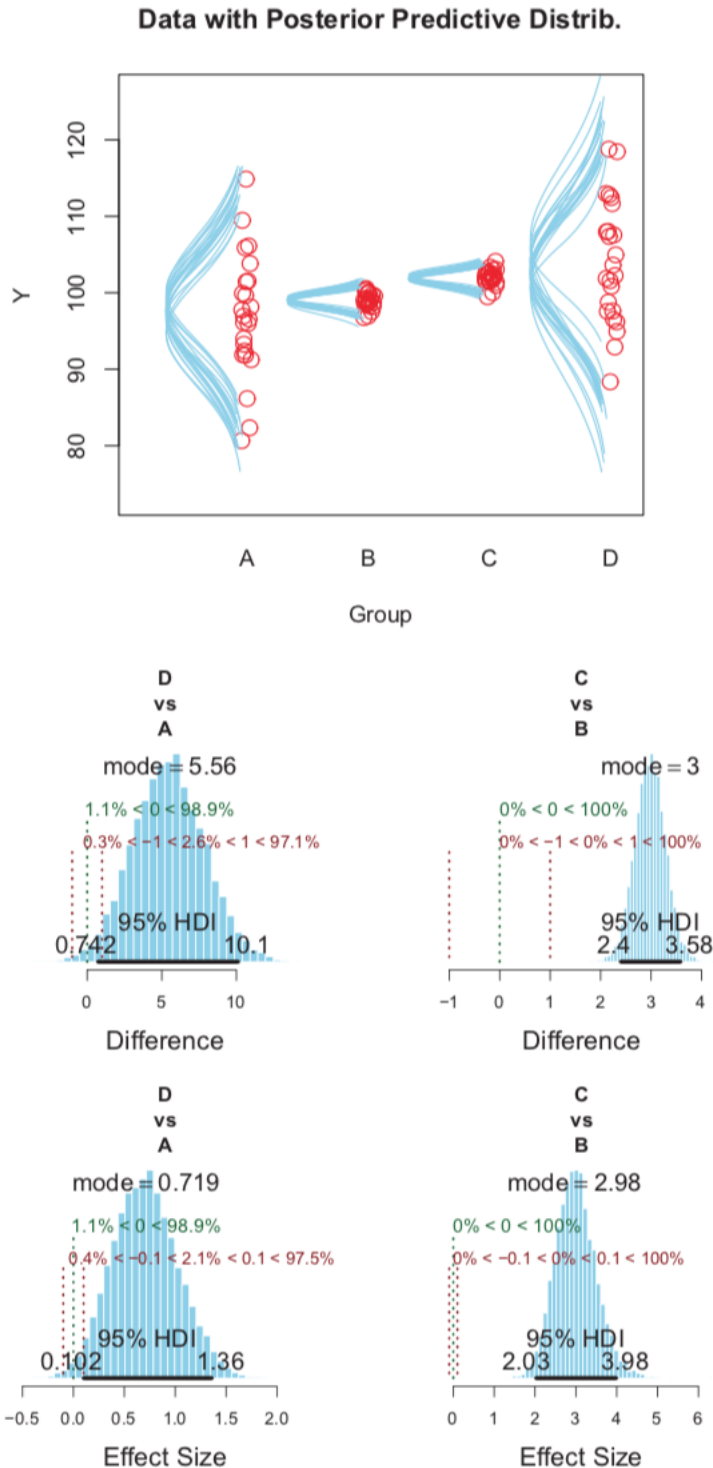 Data with Posterior Predictive Distrib.
120
110
100
90
80
Y
A B C D
Group
D
vs
A
mode = 5.56
1.1% < 0 < 98.9%
0.3% < −1 < 2.6% < 1 < 97.1%
95% HDI
0.742 10.1
0 5 10
Difference
C
vs
B
mode = 3
0% < 0 < 100%
0% < −1 < 0% < 1 < 100%
95% HDI
2.4 3.58
−1 0 1 2 3 4
Difference
D
vs
A
mode = 0.719
1.1% < 0 < 98.9%
0.4% < −0.1 < 2.1% < 0.1 < 97.5%
95% HDI
0.102 1.36
−0.5 0.0 0.5 1.0 1.5 2.0
Effect Size
C
vs
B
mode = 2.98
0% < 0 < 100%
0% < −0.1 < 0% < 0.1 < 100%
95% HDI
2.03 3.98
0 1 2 3 4 5 6
Effect Size